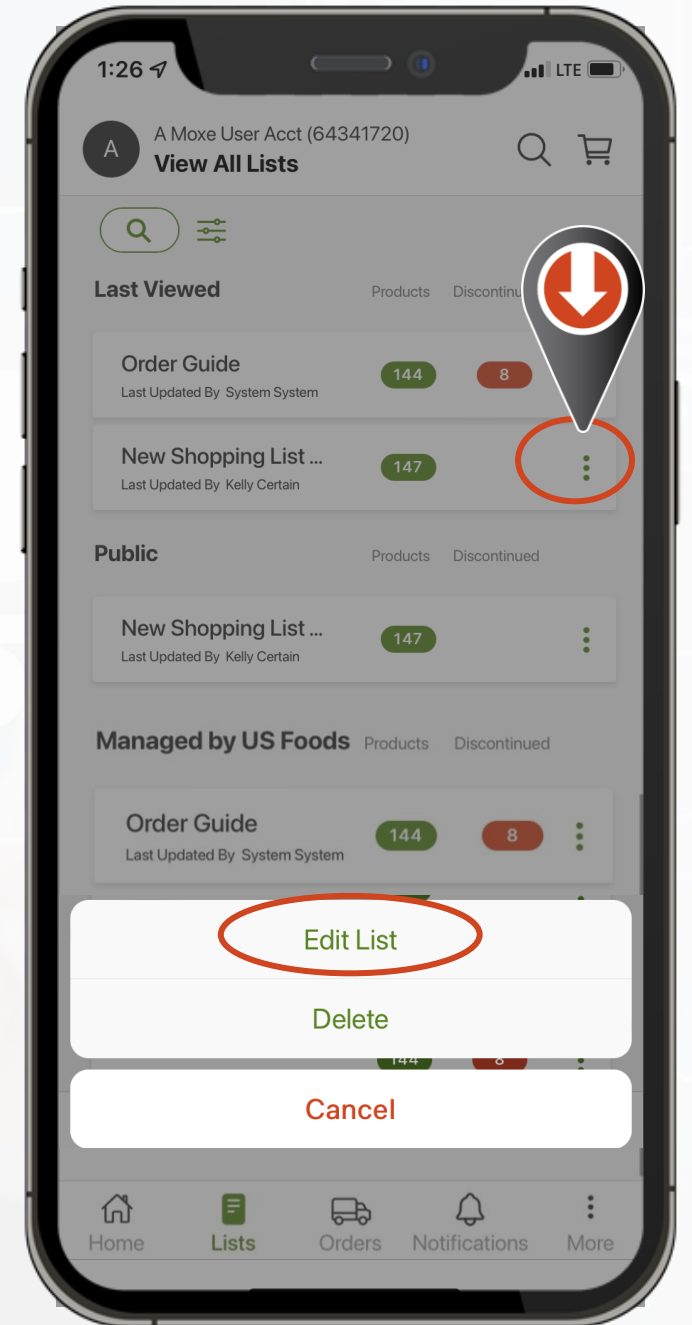 1:26 LTE
A A Moxe User Acct (64341720)
View All Lists
Last Viewed Products Discontinu
Order Guide 144 8
Last Updated By System System
New Shopping List ... 147
Last Updated By Kelly Certain
Public Products Discontinued
New Shopping List ... 147
Last Updated By Kelly Certain
Managed by US Foods Products Discontinued
Order Guide 144 8
Last Updated By System System
Edit List
Delete
144 8
Cancel
Home Lists Orders Notifications More